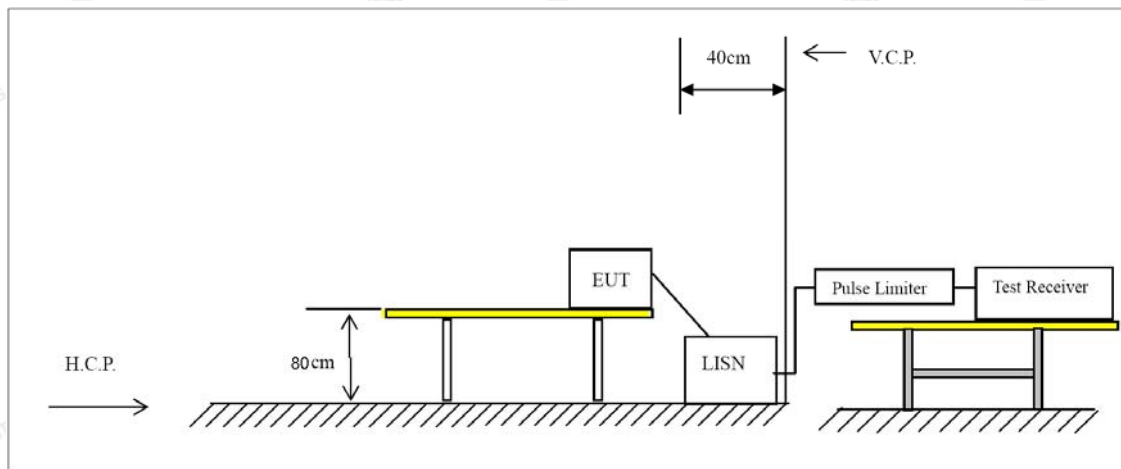 40cm
V.C.P.
EUT
Pulse Limiter
Test Receiver
H.C.P.
80cm
LISN